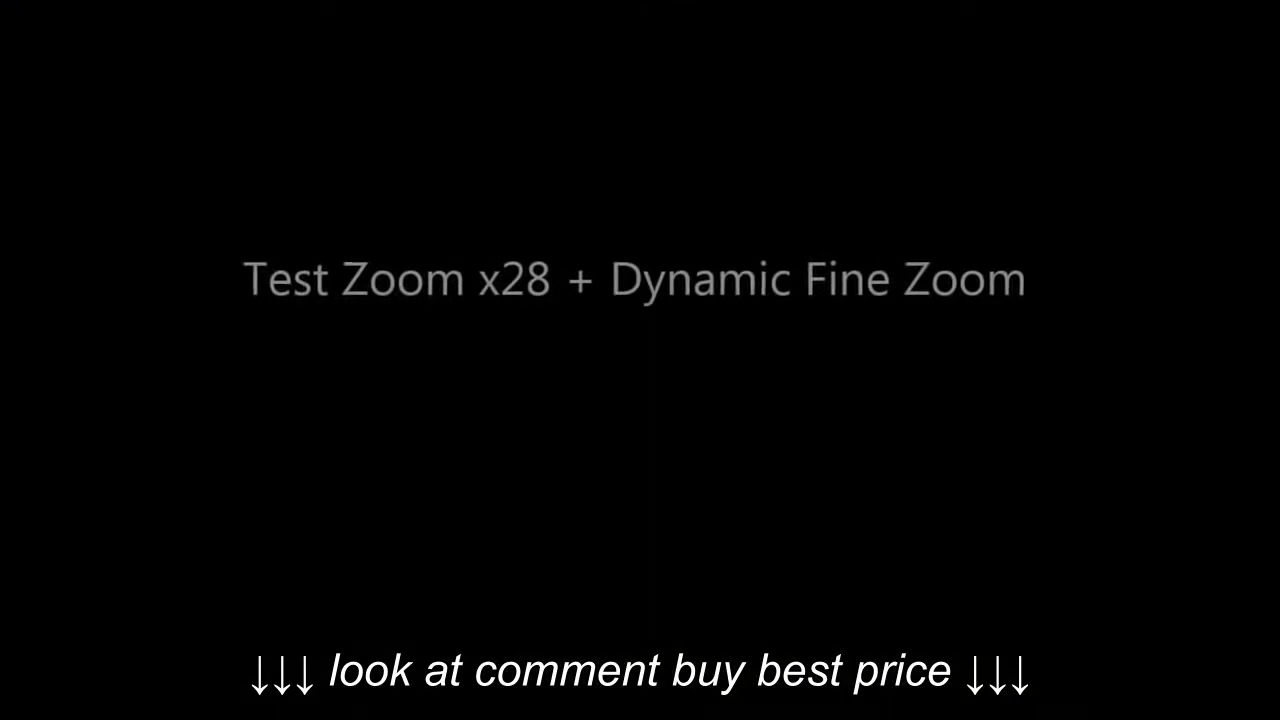 Test Zoom x28 + Dynamic Fine Zoom
↓↓↓ look at comment buy best price ↓↓↓